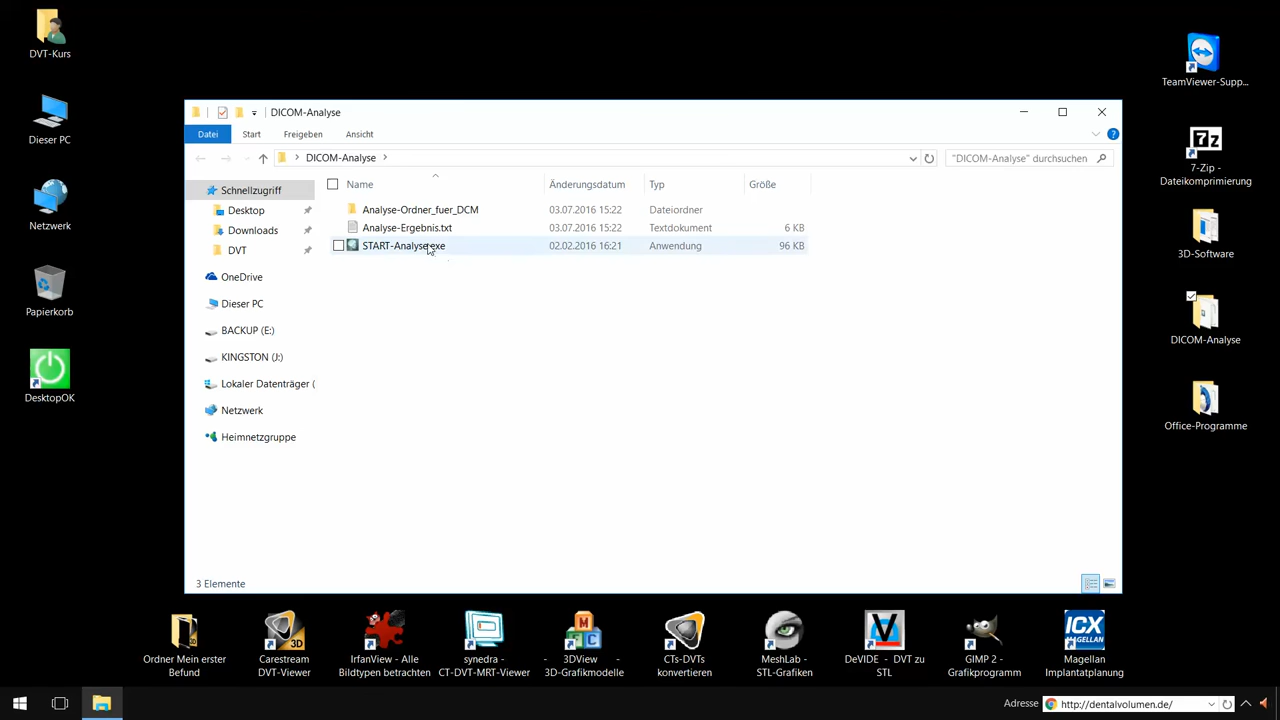 DVT-Kurs
Dieser PC
Netzwerk
Papierkorb
DesktopOK
DICOM-Analyse
Datei Start Freigeben Ansicht
DICOM-Analyse
"DICOM-Analyse" durchsuchen
Name Änderungsdatum Typ Größe
Analyse-Ordner_fuer_DCM 03.07.2016 15:22 Dateiordner
Analyse-Ergebnis.txt 03.07.2016 15:22 Textdokument 6 KB
START-Analyse.exe 02.02.2016 16:21 Anwendung 96 KB
Schnellzugriff
Desktop
Downloads
DVT
OneDrive
Dieser PC
BACKUP (E:)
KINGSTON (J:)
Lokaler Datenträger (
Netzwerk
Heimnetzgruppe
3 Elemente
TeamViewer-Supp...
7z
7-Zip -
Dateikomprimierung
3D-Software
DICOM-Analyse
Office-Programme
Ordner Mein erster
Befund
3D
Carestream
DVT-Viewer
IrfanView - Alle
Bildtypen betrachten
synedra -
CT-DVT-MRT-Viewer
M
C
- 3DView -
3D-Grafikmodelle
CTs-DVTs
konvertieren
MeshLab -
STL-Grafiken
V
DeVIDE - DVT zu
STL
GIMP 2 -
Grafikprogramm
ICX
MAGELLAN
Magellan
Implantatplanung
Adresse http://dentalvolumen.de/